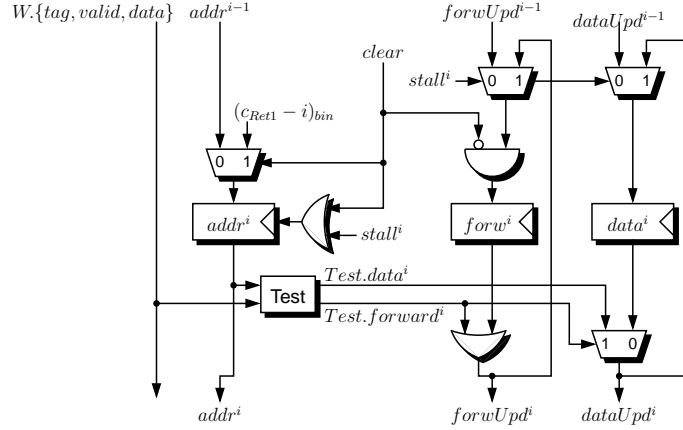 W.{tag, valid, data} addr^{i−1} forwUpd^{i−1} dataUpd^{i−1}
clear
stall^i 0 1 0 1
(c_{Ret1} − i)_{bin}
0 1
addr^i forw^i data^i
stall^i
Test.data^i
Test
Test.forward^i
1 0
addr^i forwUpd^i dataUpd^i